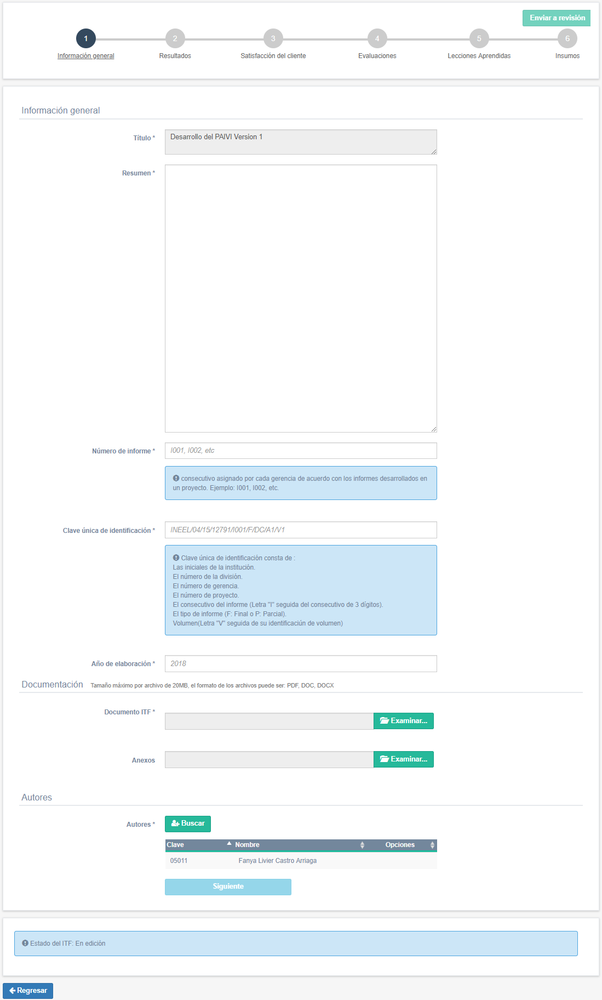 Enviar a revisión
1
2
3
4
5
6
Información general
Resultados
Satisfacción del cliente
Evaluaciones
Lecciones Aprendidas
Insumos
Información general
Título *
Desarrollo del PAIVI Version 1
Resumen *
Número de informe *
I001, I002, etc
consecutivo asignado por cada gerencia de acuerdo con los informes desarrollados en
un proyecto. Ejemplo: I001, I002, etc.
Clave única de identificación *
INEEL/04/15/12791/I001/F/DC/A1/V1
Clave única de identificación consta de :
Las iniciales de la institución.
El número de la división.
El número de gerencia.
El número de proyecto.
El consecutivo del informe (Letra "I" seguida del consecutivo de 3 dígitos).
El tipo de informe (F: Final o P: Parcial).
Volumen(Letra "V" seguida de su identificaciún de volumen)
Año de elaboración *
2018
Documentación Tamaño máximo por archivo de 20MB, el formato de los archivos puede ser: PDF, DOC, DOCX
Documento ITF *
Examinar...
Anexos
Examinar...
Autores
Autores *
Buscar
Clave Nombre Opciones
05011 Fanya Livier Castro Arriaga
Siguiente
Estado del ITF: En edición
Regresar